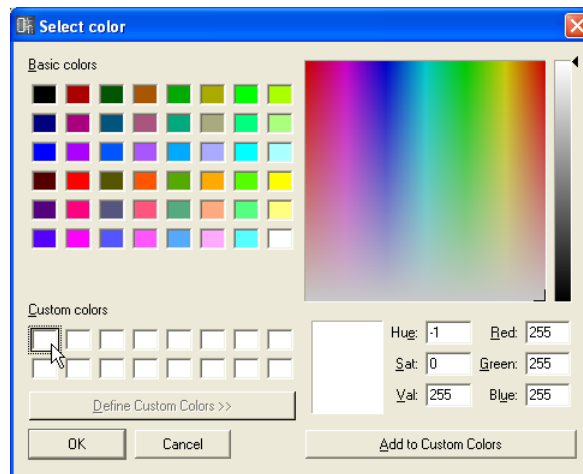 Select color
Basic colors
Custom colors
Define Custom Colors >>
OK Cancel
Hue: -1 Red: 255
Sat: 0 Green: 255
Val: 255 Blue: 255
Add to Custom Colors